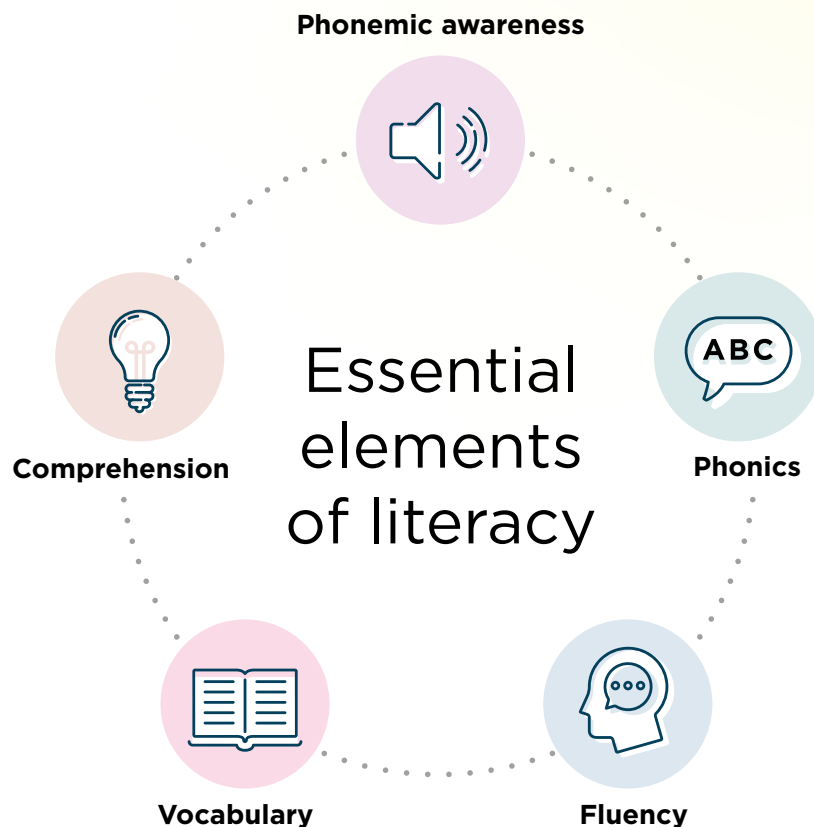 Phonemic awareness
ABC
Essential
elements
of literacy
Comprehension
Phonics
Vocabulary
Fluency